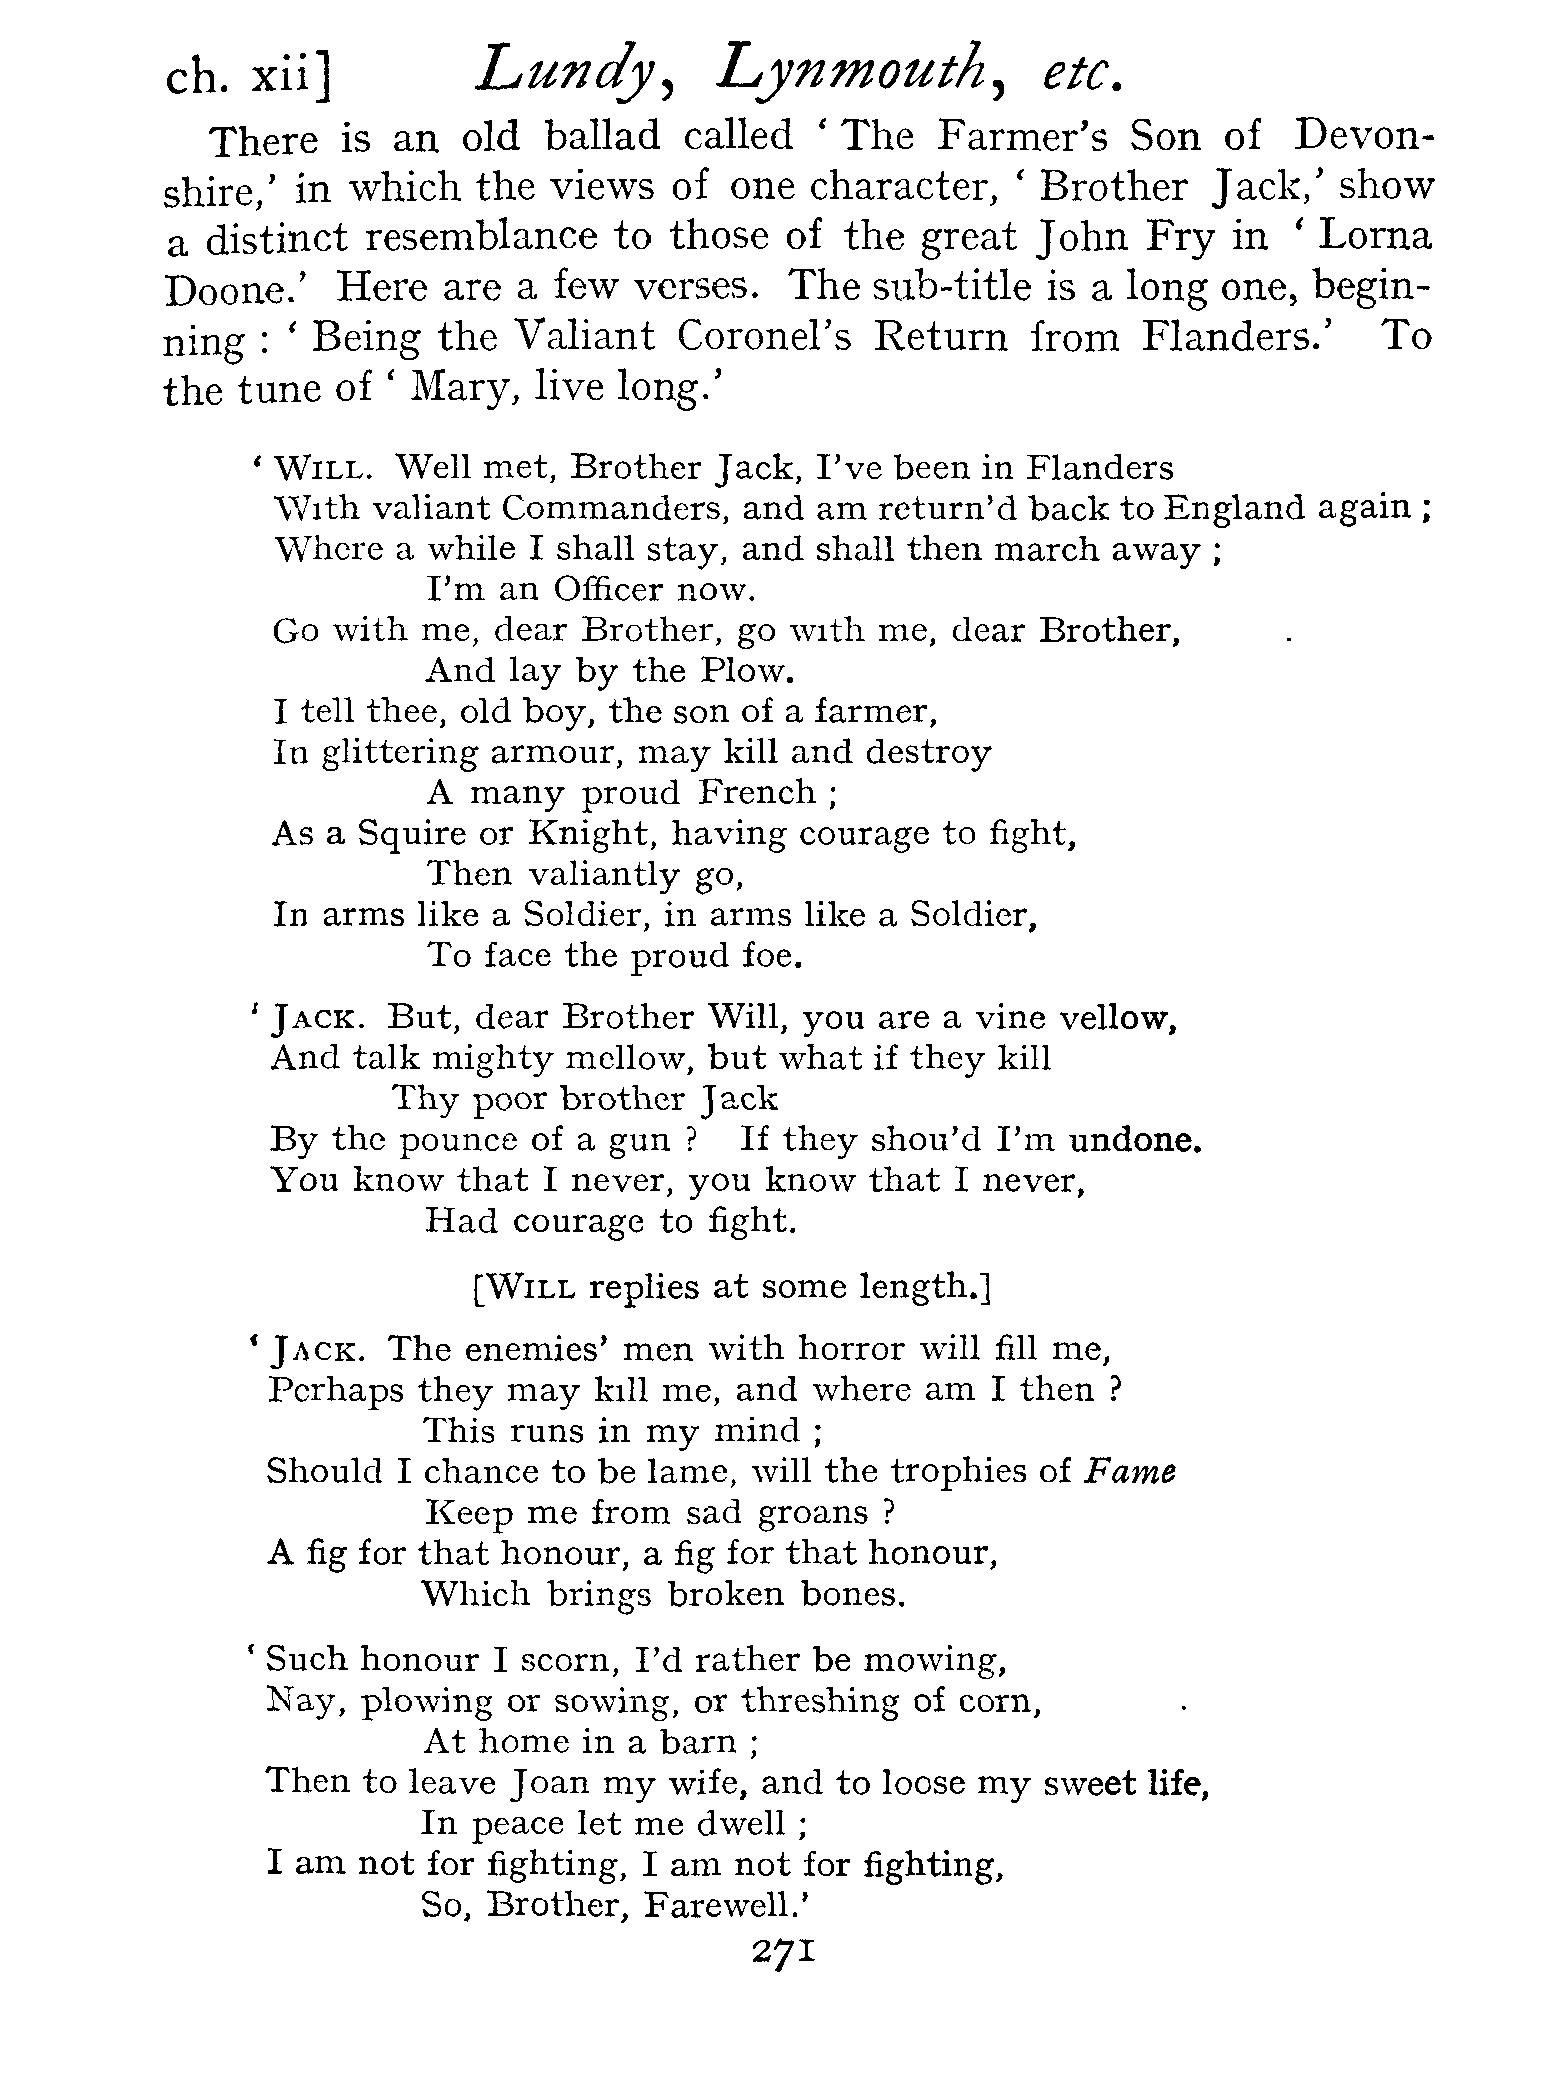 ch. xii] Lundy, Lynmouth, etc.
There is an old ballad called ‘ The Farmer’s Son of Devon-
shire,’ in which the views of one character, ‘ Brother Jack,’ show
a distinct resemblance to those of the great John Fry in ‘ Lorna
Doone.’ Here are a few verses. The sub-title is a long one, begin-
ning : ‘ Being the Valiant Coronel’s Return from Flanders.’ To
the tune of ‘ Mary, live long.’
‘ WILL. Well met, Brother Jack, I’ve been in Flanders
With valiant Commanders, and am return’d back to England again ;
Where a while I shall stay, and shall then march away ;
I’m an Officer now.
Go with me, dear Brother, go with me, dear Brother,
And lay by the Plow.
I tell thee, old boy, the son of a farmer,
In glittering armour, may kill and destroy
A many proud French ;
As a Squire or Knight, having courage to fight,
Then valiantly go,
In arms like a Soldier, in arms like a Soldier,
To face the proud foe.
‘ JACK. But, dear Brother Will, you are a vine vellow,
And talk mighty mellow, but what if they kill
Thy poor brother Jack
By the pounce of a gun ? If they shou’d I’m undone.
You know that I never, you know that I never,
Had courage to fight.
[WILL replies at some length.]
‘ JACK. The enemies’ men with horror will fill me,
Perhaps they may kill me, and where am I then ?
This runs in my mind ;
Should I chance to be lame, will the trophies of Fame
Keep me from sad groans ?
A fig for that honour, a fig for that honour,
Which brings broken bones.
‘ Such honour I scorn, I’d rather be mowing,
Nay, plowing or sowing, or threshing of corn,
At home in a barn ;
Then to leave Joan my wife, and to loose my sweet life,
In peace let me dwell ;
I am not for fighting, I am not for fighting,
So, Brother, Farewell.’
271